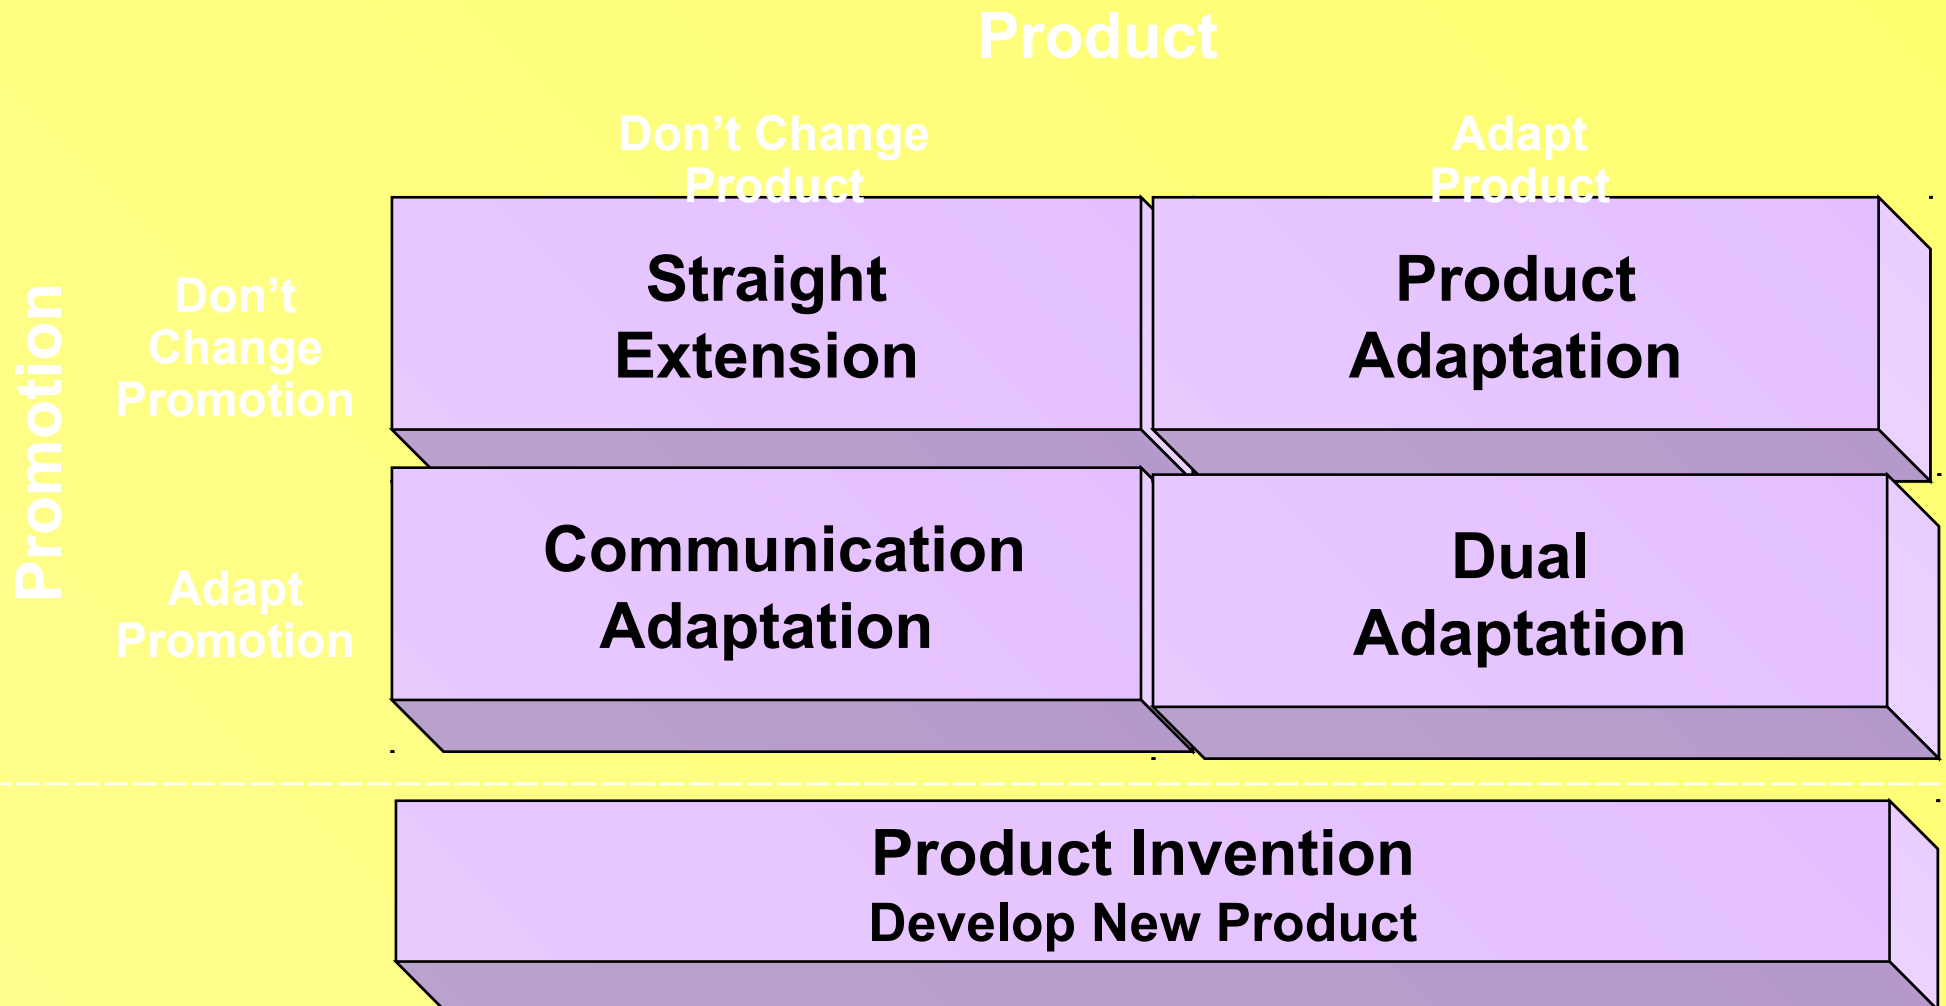 Product
Don’t Change
Product
Adapt
Product
Promotion
Don’t
Change
Promotion
Straight
Extension
Product
Adaptation
Adapt
Promotion
Communication
Adaptation
Dual
Adaptation
Product Invention
Develop New Product